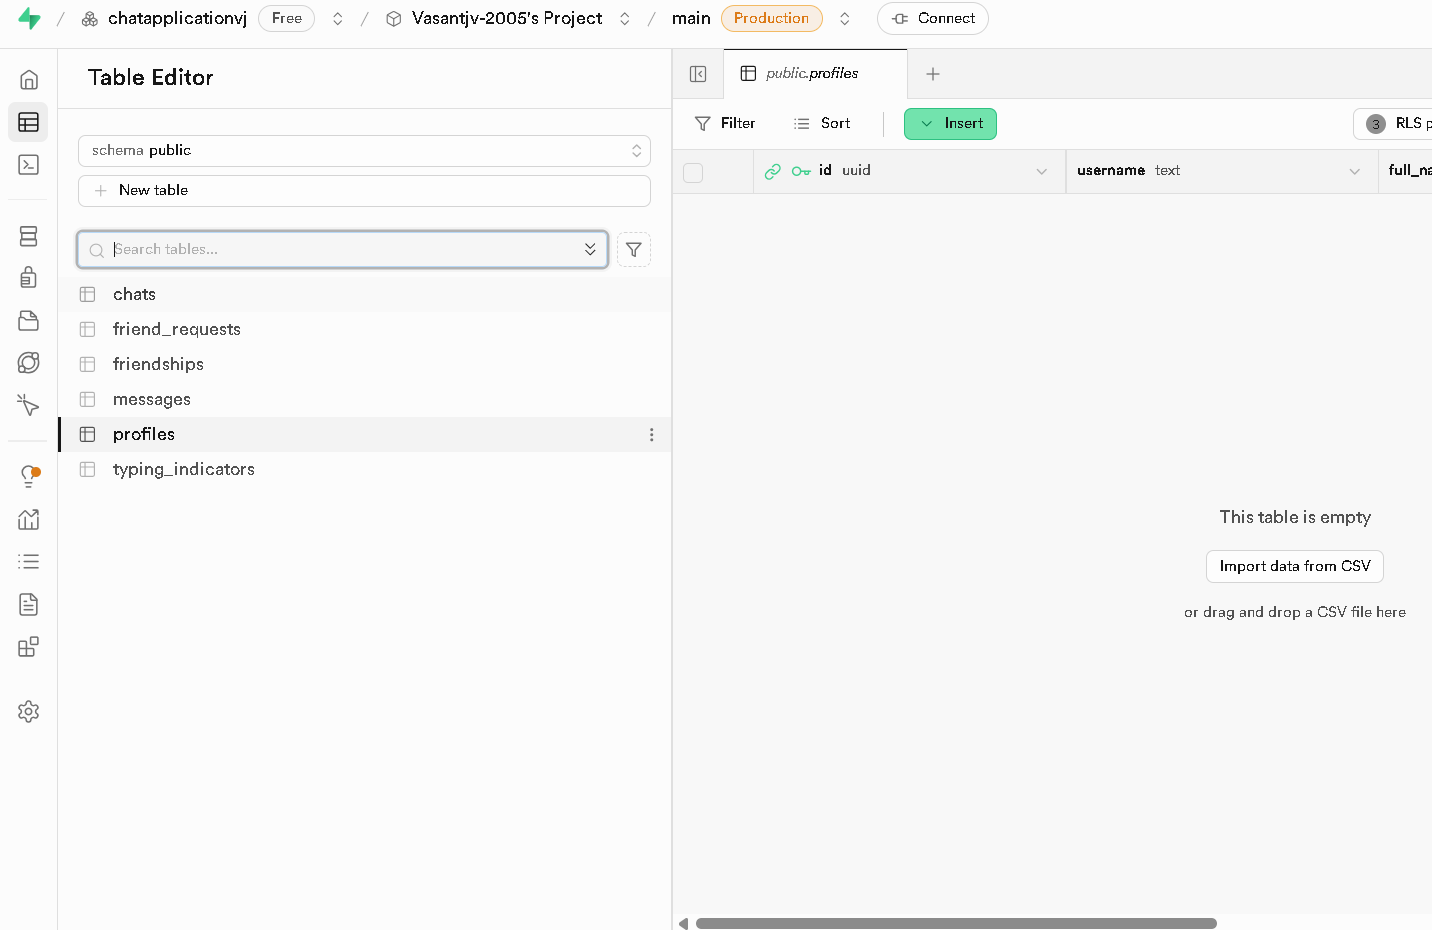 / chatapplicationvj Free / Vasantjv-2005's Project / main Production Connect
Table Editor
public.profiles
schema public
Filter Sort Insert 3 RLS p
New table
id uuid username text full_na
Search tables...
chats
friend_requests
friendships
messages
profiles
typing_indicators
This table is empty
Import data from CSV
or drag and drop a CSV file here